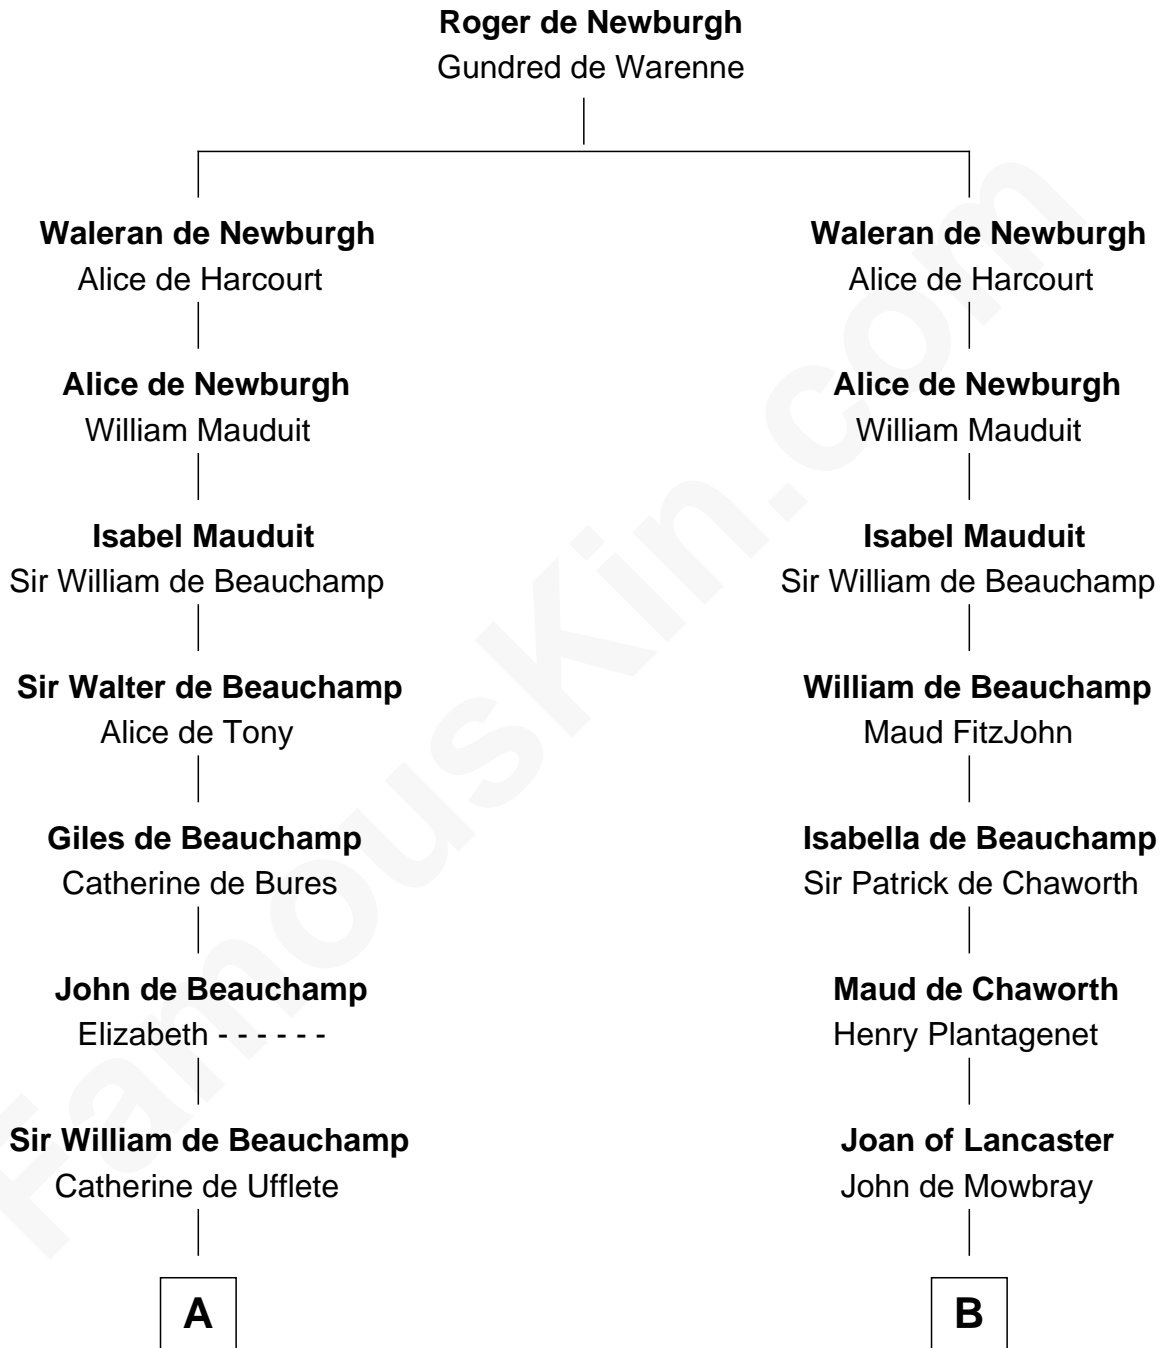 Roger de Newburgh
Gundred de Warenne
Waleran de Newburgh
Alice de Harcourt
Alice de Newburgh
William Mauduit
Isabel Mauduit
Sir William de Beauchamp
Sir Walter de Beauchamp
Alice de Tony
Giles de Beauchamp
Catherine de Bures
John de Beauchamp
Elizabeth - - - - - -
Sir William de Beauchamp
Catherine de Ufflete
A
Waleran de Newburgh
Alice de Harcourt
Alice de Newburgh
William Mauduit
Isabel Mauduit
Sir William de Beauchamp
William de Beauchamp
Maud FitzJohn
Isabella de Beauchamp
Sir Patrick de Chaworth
Maud de Chaworth
Henry Plantagenet
Joan of Lancaster
John de Mowbray
B
FamousKin.com